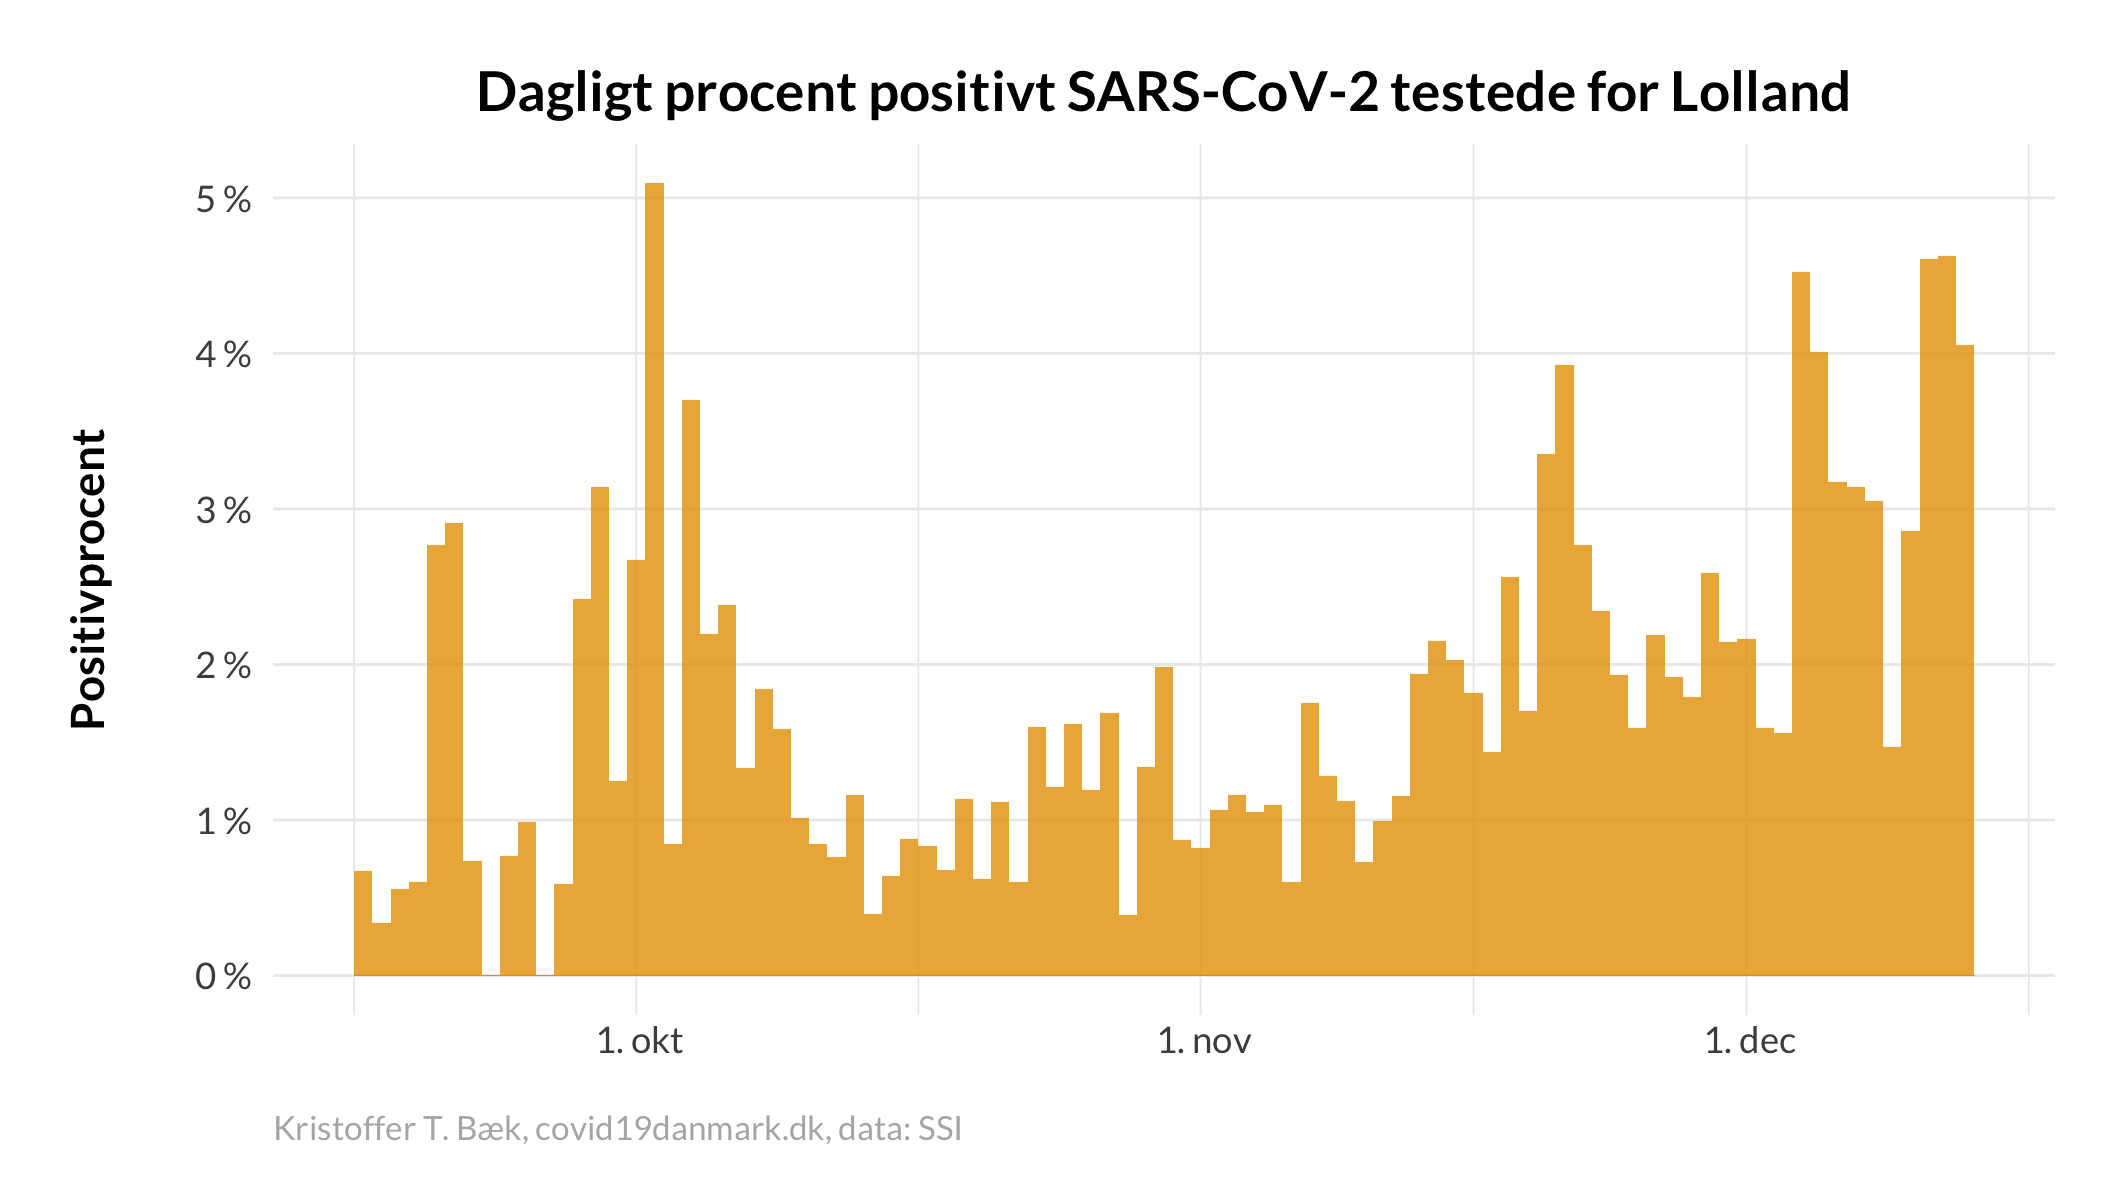 Dagligt procent positivt SARS-CoV-2 testede for Lolland
Positivprocent
5 %
4 %
3 %
2 %
1 %
0 %
1. okt
1. nov
1. dec
Kristoffer T. Bæk, covid19danmark.dk, data: SSI